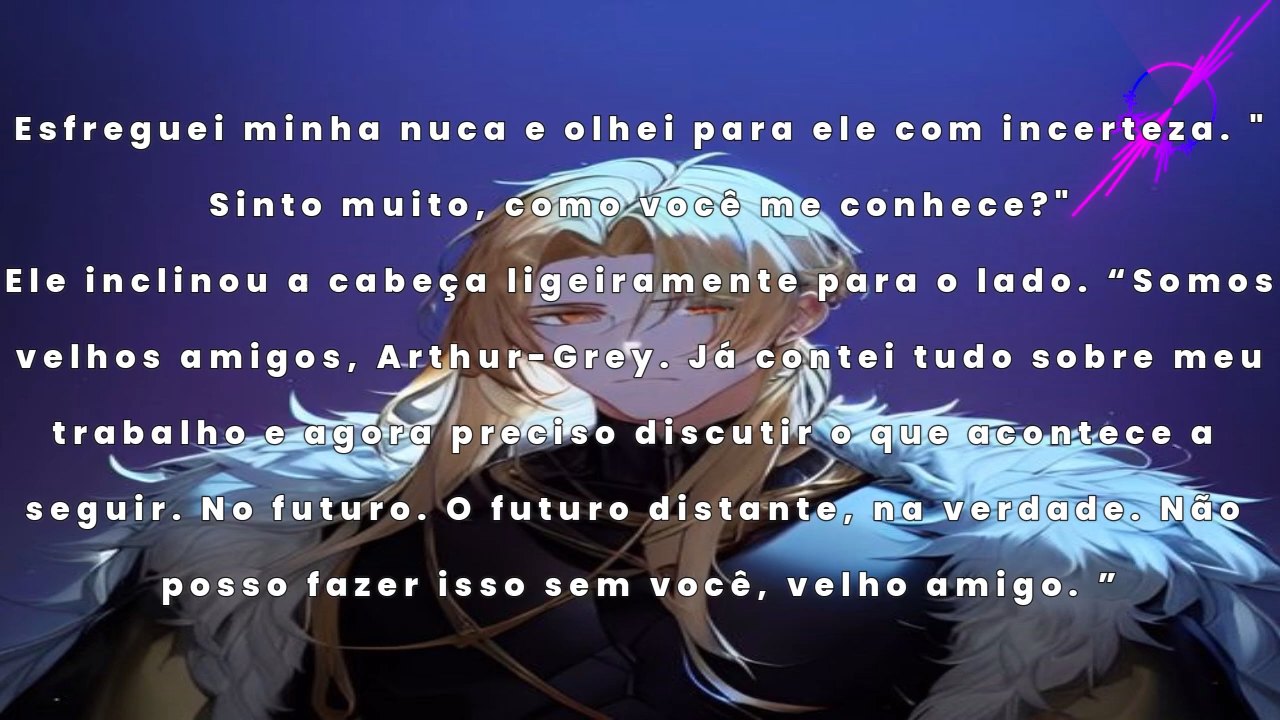 Esfreguei minha nuca e olhei para ele com incerteza. "
Sinto muito, como você me conhece?"
Ele inclinou a cabeça ligeiramente para o lado. “Somos
velhos amigos, Arthur-Grey. Já contei tudo sobre meu
trabalho e agora preciso discutir o que acontece a
seguir. No futuro. O futuro distante, na verdade. Não
posso fazer isso sem você, velho amigo. ”